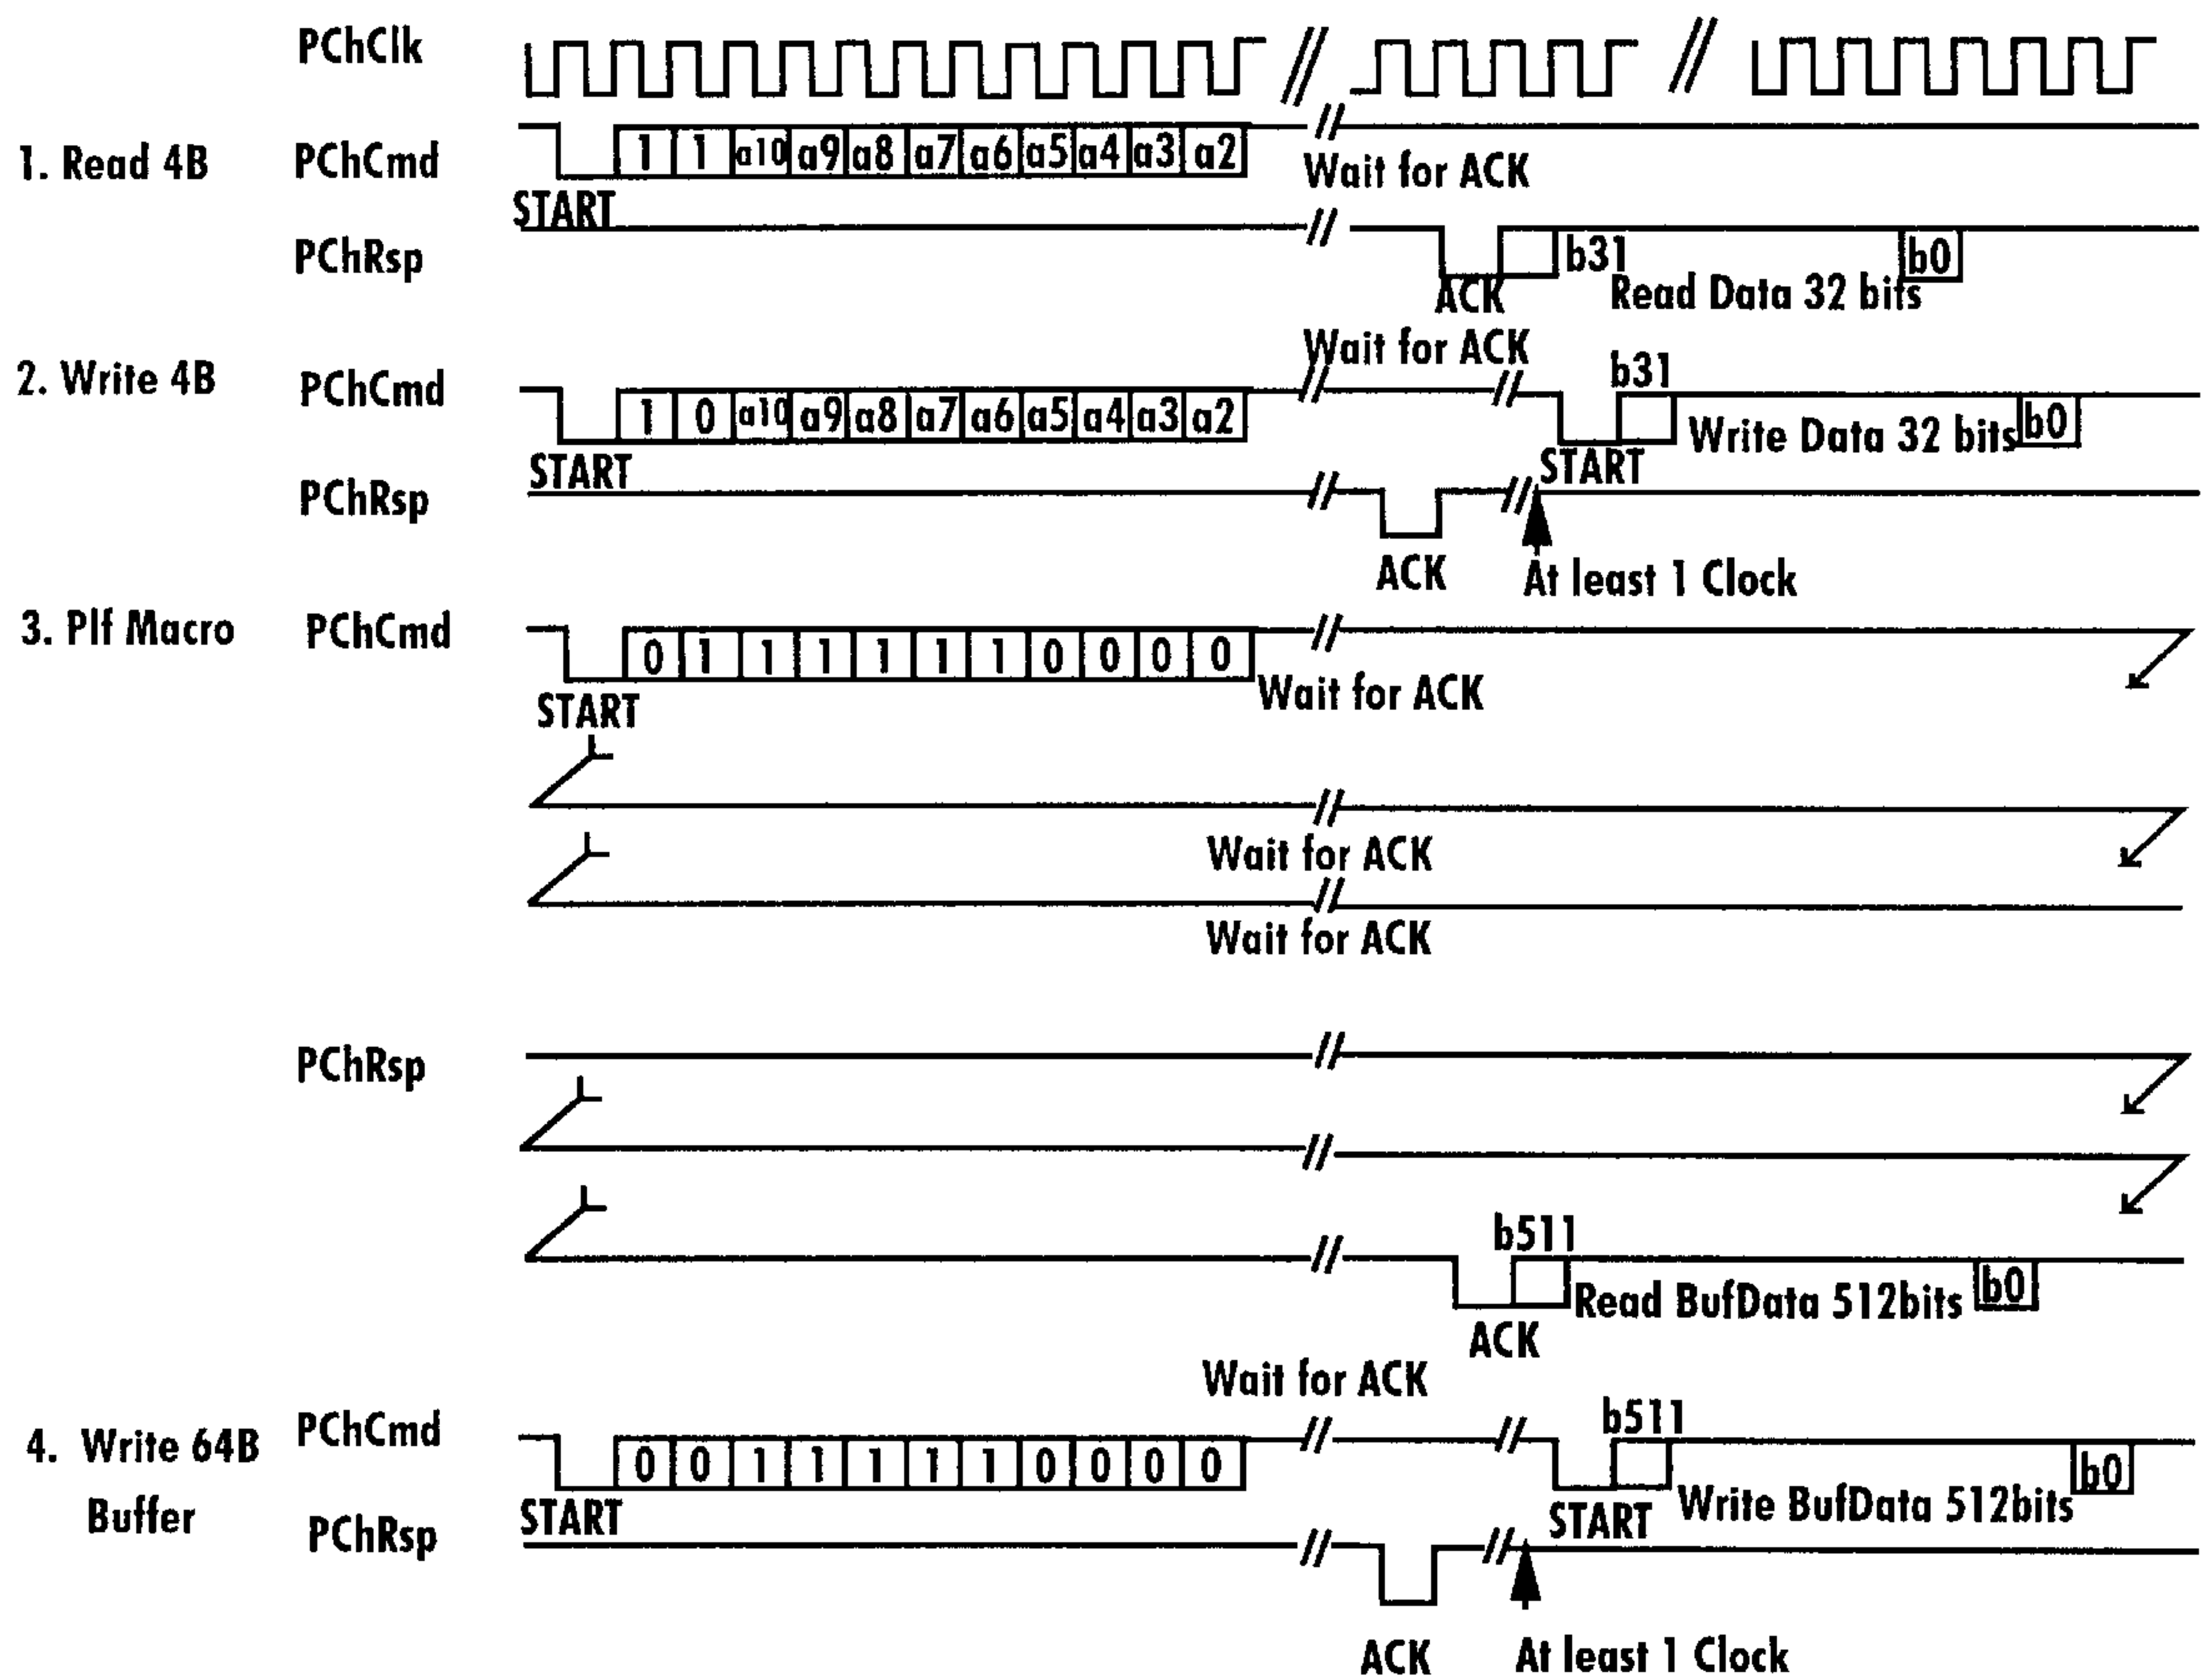 PChClk
1. Read 4B PChCmd 1 1 a10 a9 a8 a7 a6 a5 a4 a3 a2 Wait for ACK
START
PChRsp b31 b0
ACK Read Data 32 bits
Wait for ACK
b31
2. Write 4B PChCmd 1 0 a10 a9 a8 a7 a6 a5 a4 a3 a2 Write Data 32 bits b0
START START
PChRsp
ACK At least 1 Clock
3. Plf Macro PChCmd 0 1 1 1 1 1 1 0 0 0 0
Wait for ACK
START
Wait for ACK
Wait for ACK
PChRsp
b511
Read BufData 512bits b0
ACK
Wait for ACK
b511
4. Write 64B PChCmd 0 0 1 1 1 1 1 0 0 0 0 b0
Buffer START START Write BufData 512bits
PChRsp
ACK At least 1 Clock